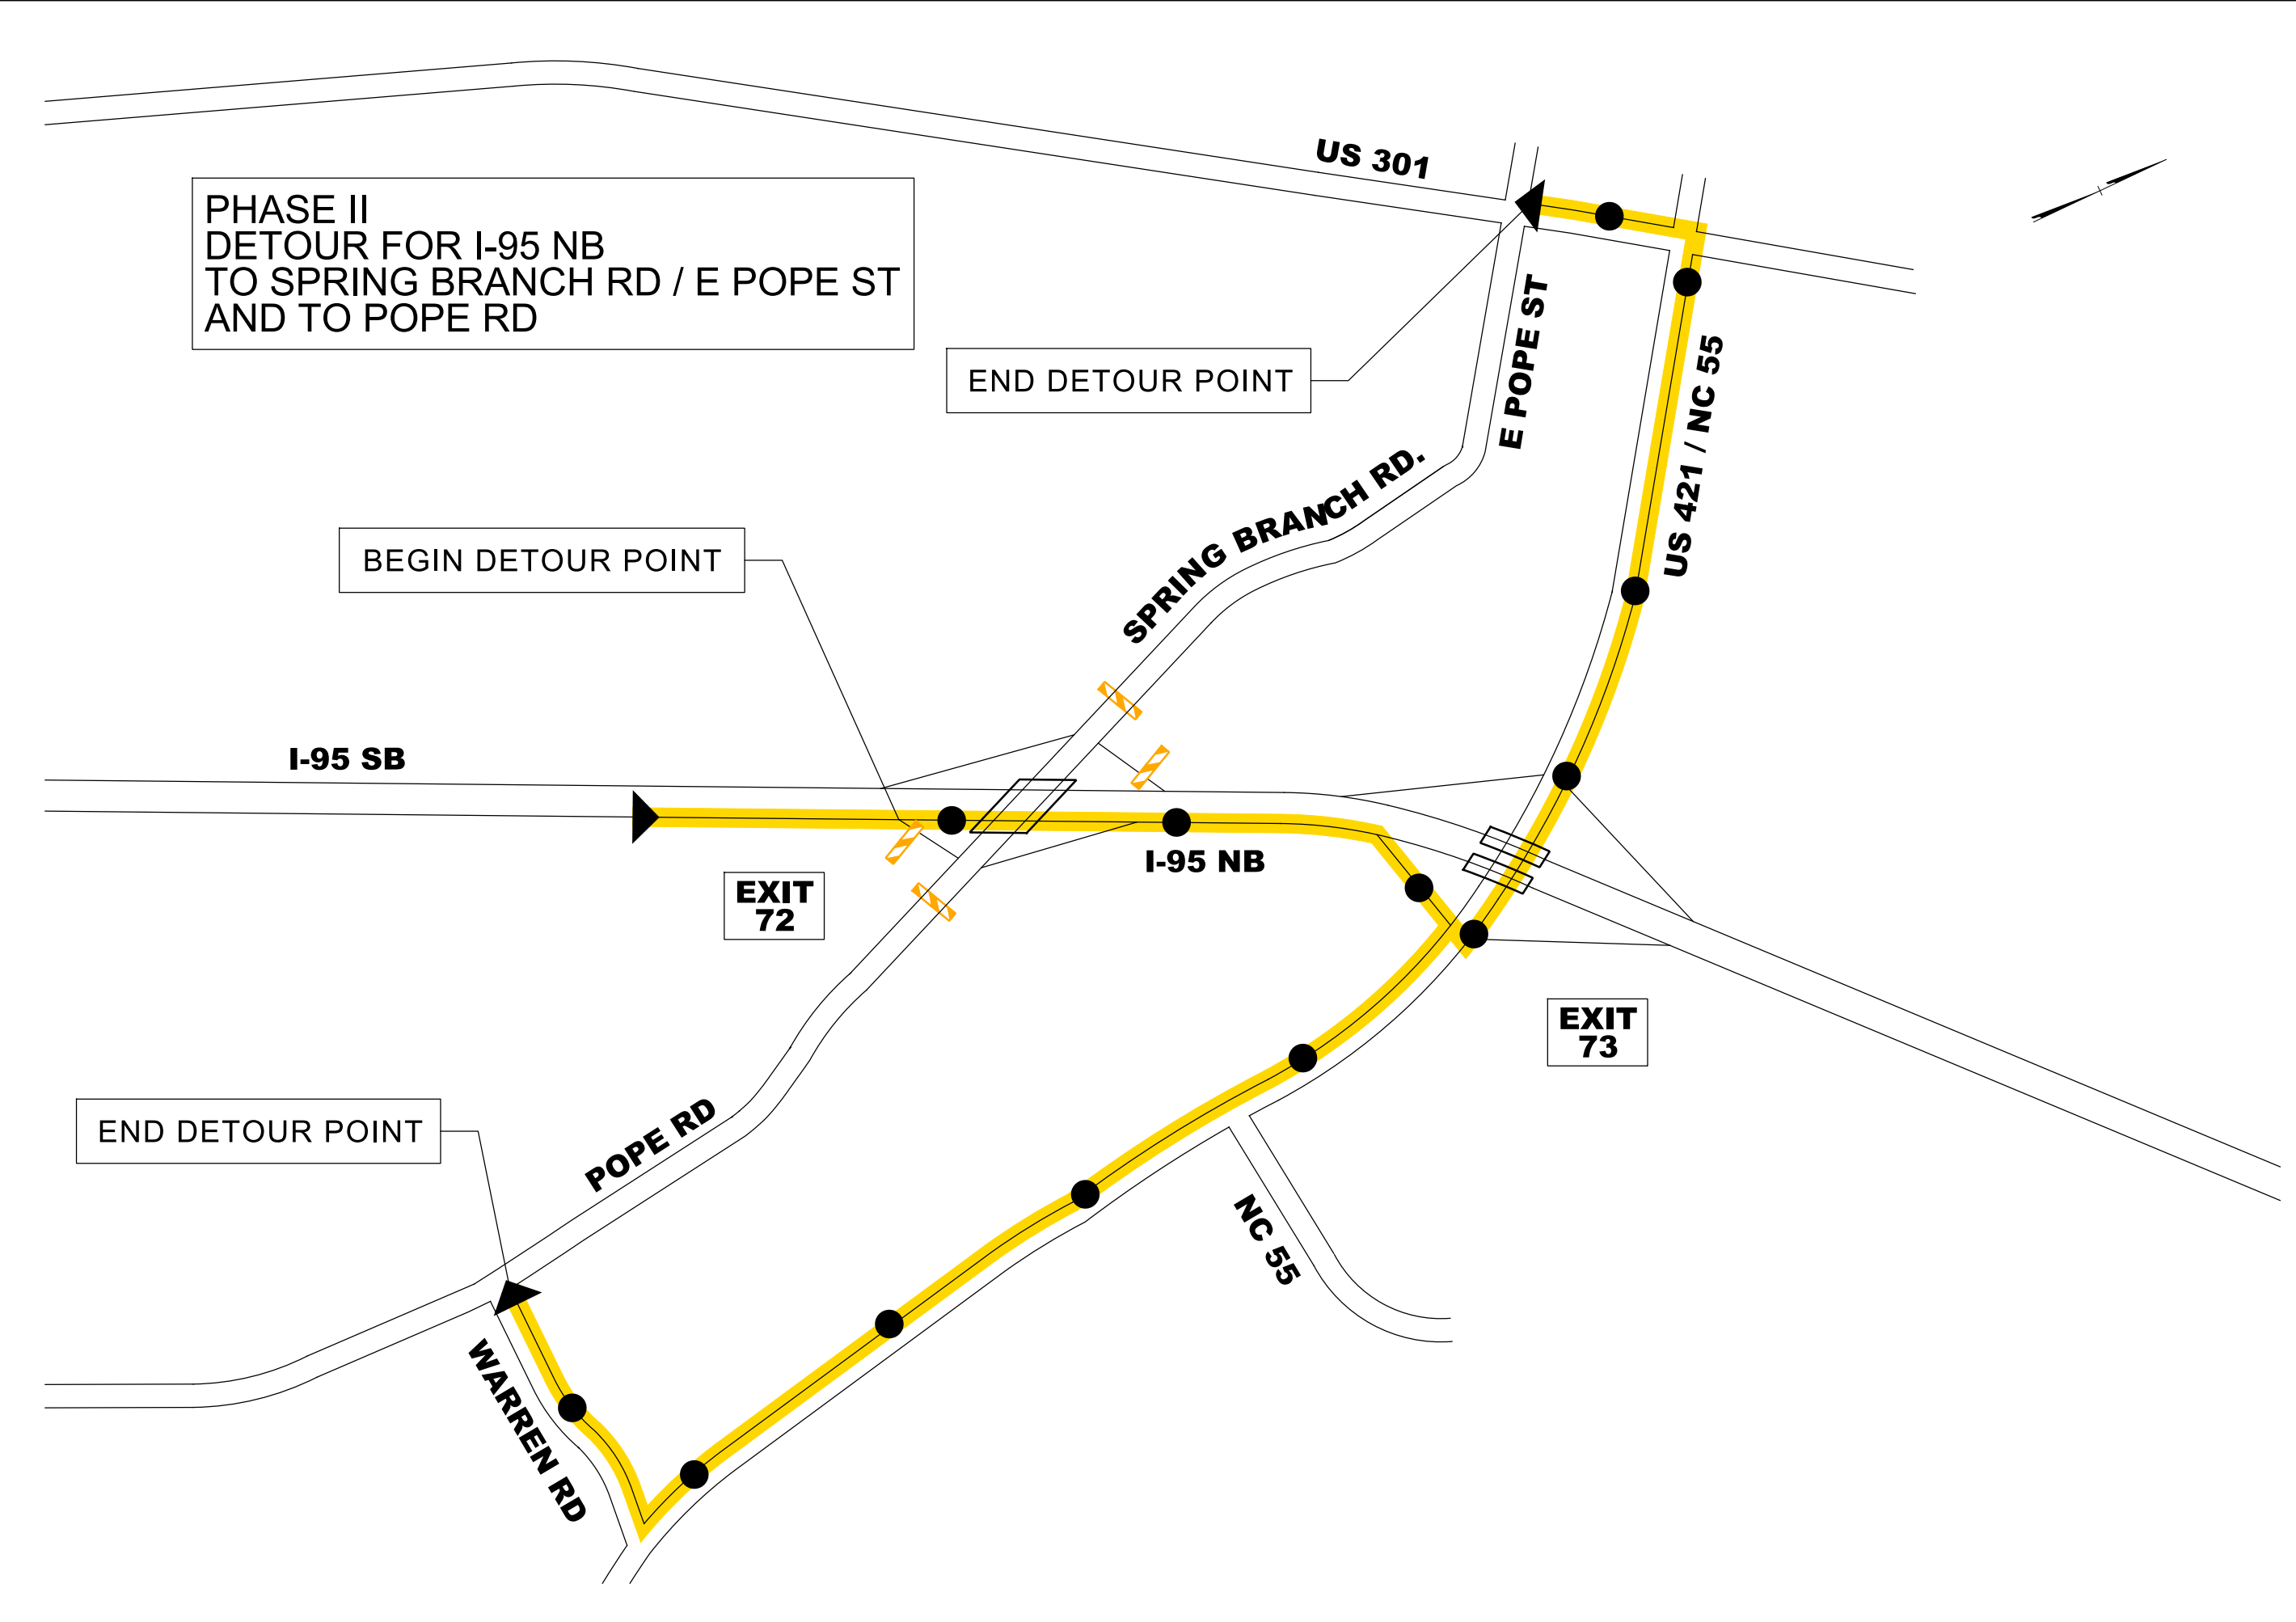 US 301
PHASE II
DETOUR FOR I-95 NB
TO SPRING BRANCH RD / E POPE ST
AND TO POPE RD
END DETOUR POINT
E POPE ST
US 421 / NC 55
SPRING BRANCH RD.
BEGIN DETOUR POINT
I-95 SB
I-95 NB
EXIT
72
EXIT
73
END DETOUR POINT
POPE RD
NC 55
WARREN RD